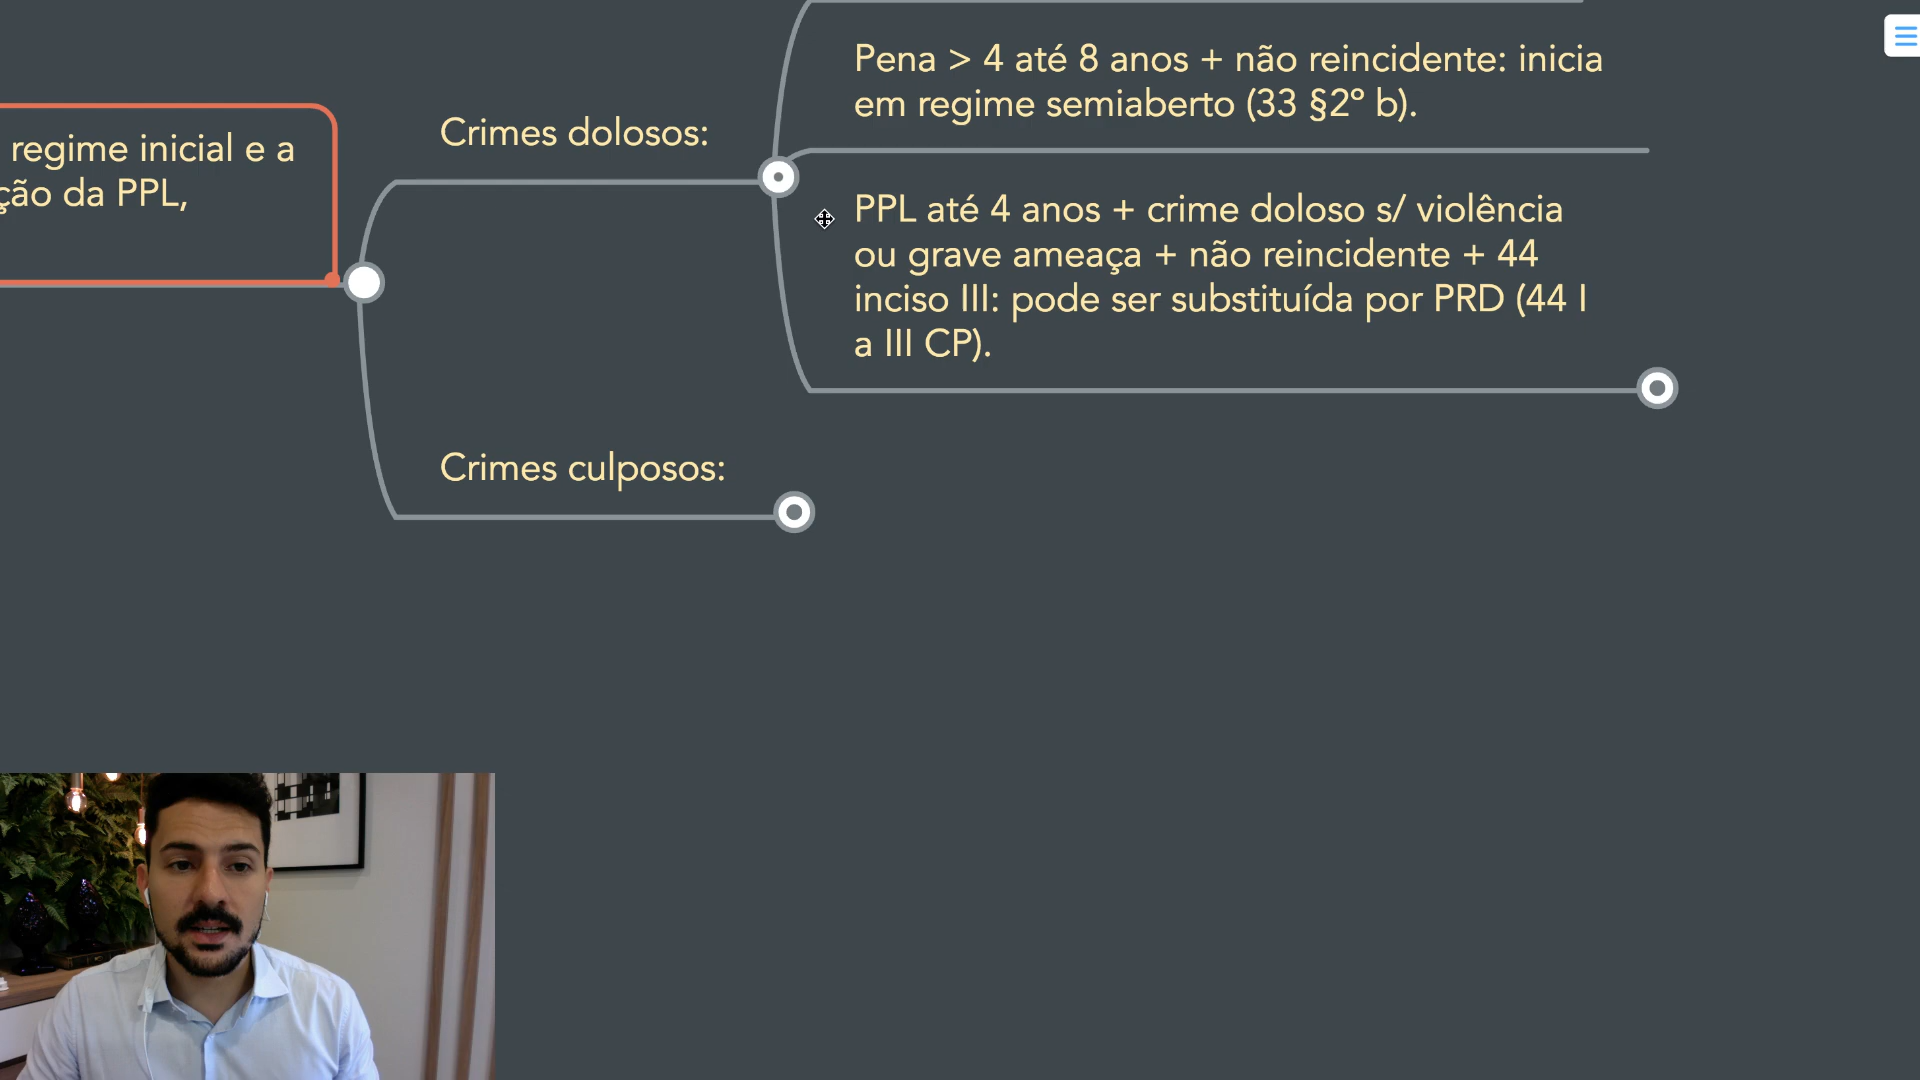 regime inicial e a
ção da PPL,
Crimes dolosos:
Pena > 4 até 8 anos + não reincidente: inicia
em regime semiaberto (33 §2º b).
PPL até 4 anos + crime doloso s/ violência
ou grave ameaça + não reincidente + 44
inciso III: pode ser substituída por PRD (44 I
a III CP).
Crimes culposos: